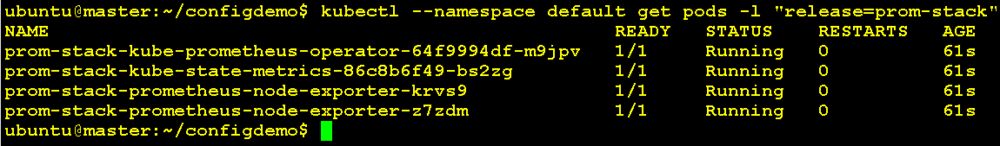 ubuntu@master:~/configdemo$ kubectl --namespace default get pods -l "release=prom-stack"
NAME READY STATUS RESTARTS AGE
prom-stack-kube-prometheus-operator-64f9994df-m9jpv 1/1 Running 0 61s
prom-stack-kube-state-metrics-86c8b6f49-bs2zg 1/1 Running 0 61s
prom-stack-prometheus-node-exporter-krvs9 1/1 Running 0 61s
prom-stack-prometheus-node-exporter-z7zdm 1/1 Running 0 61s
ubuntu@master:~/configdemo$